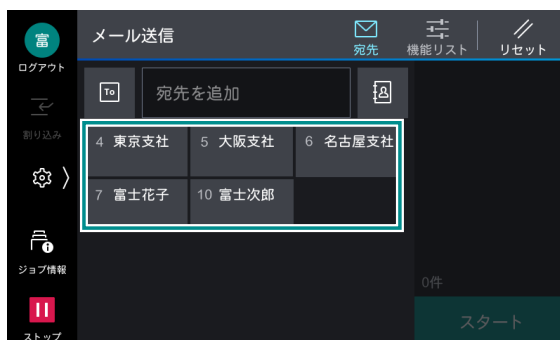 富
ログアウト
割り込み
ジョブ情報
ストップ
メール送信
宛先
機能リスト
リセット
To
宛先を追加
4 東京支社
5 大阪支社
6 名古屋支社
7 富士花子
10 富士次郎
0件
スタート